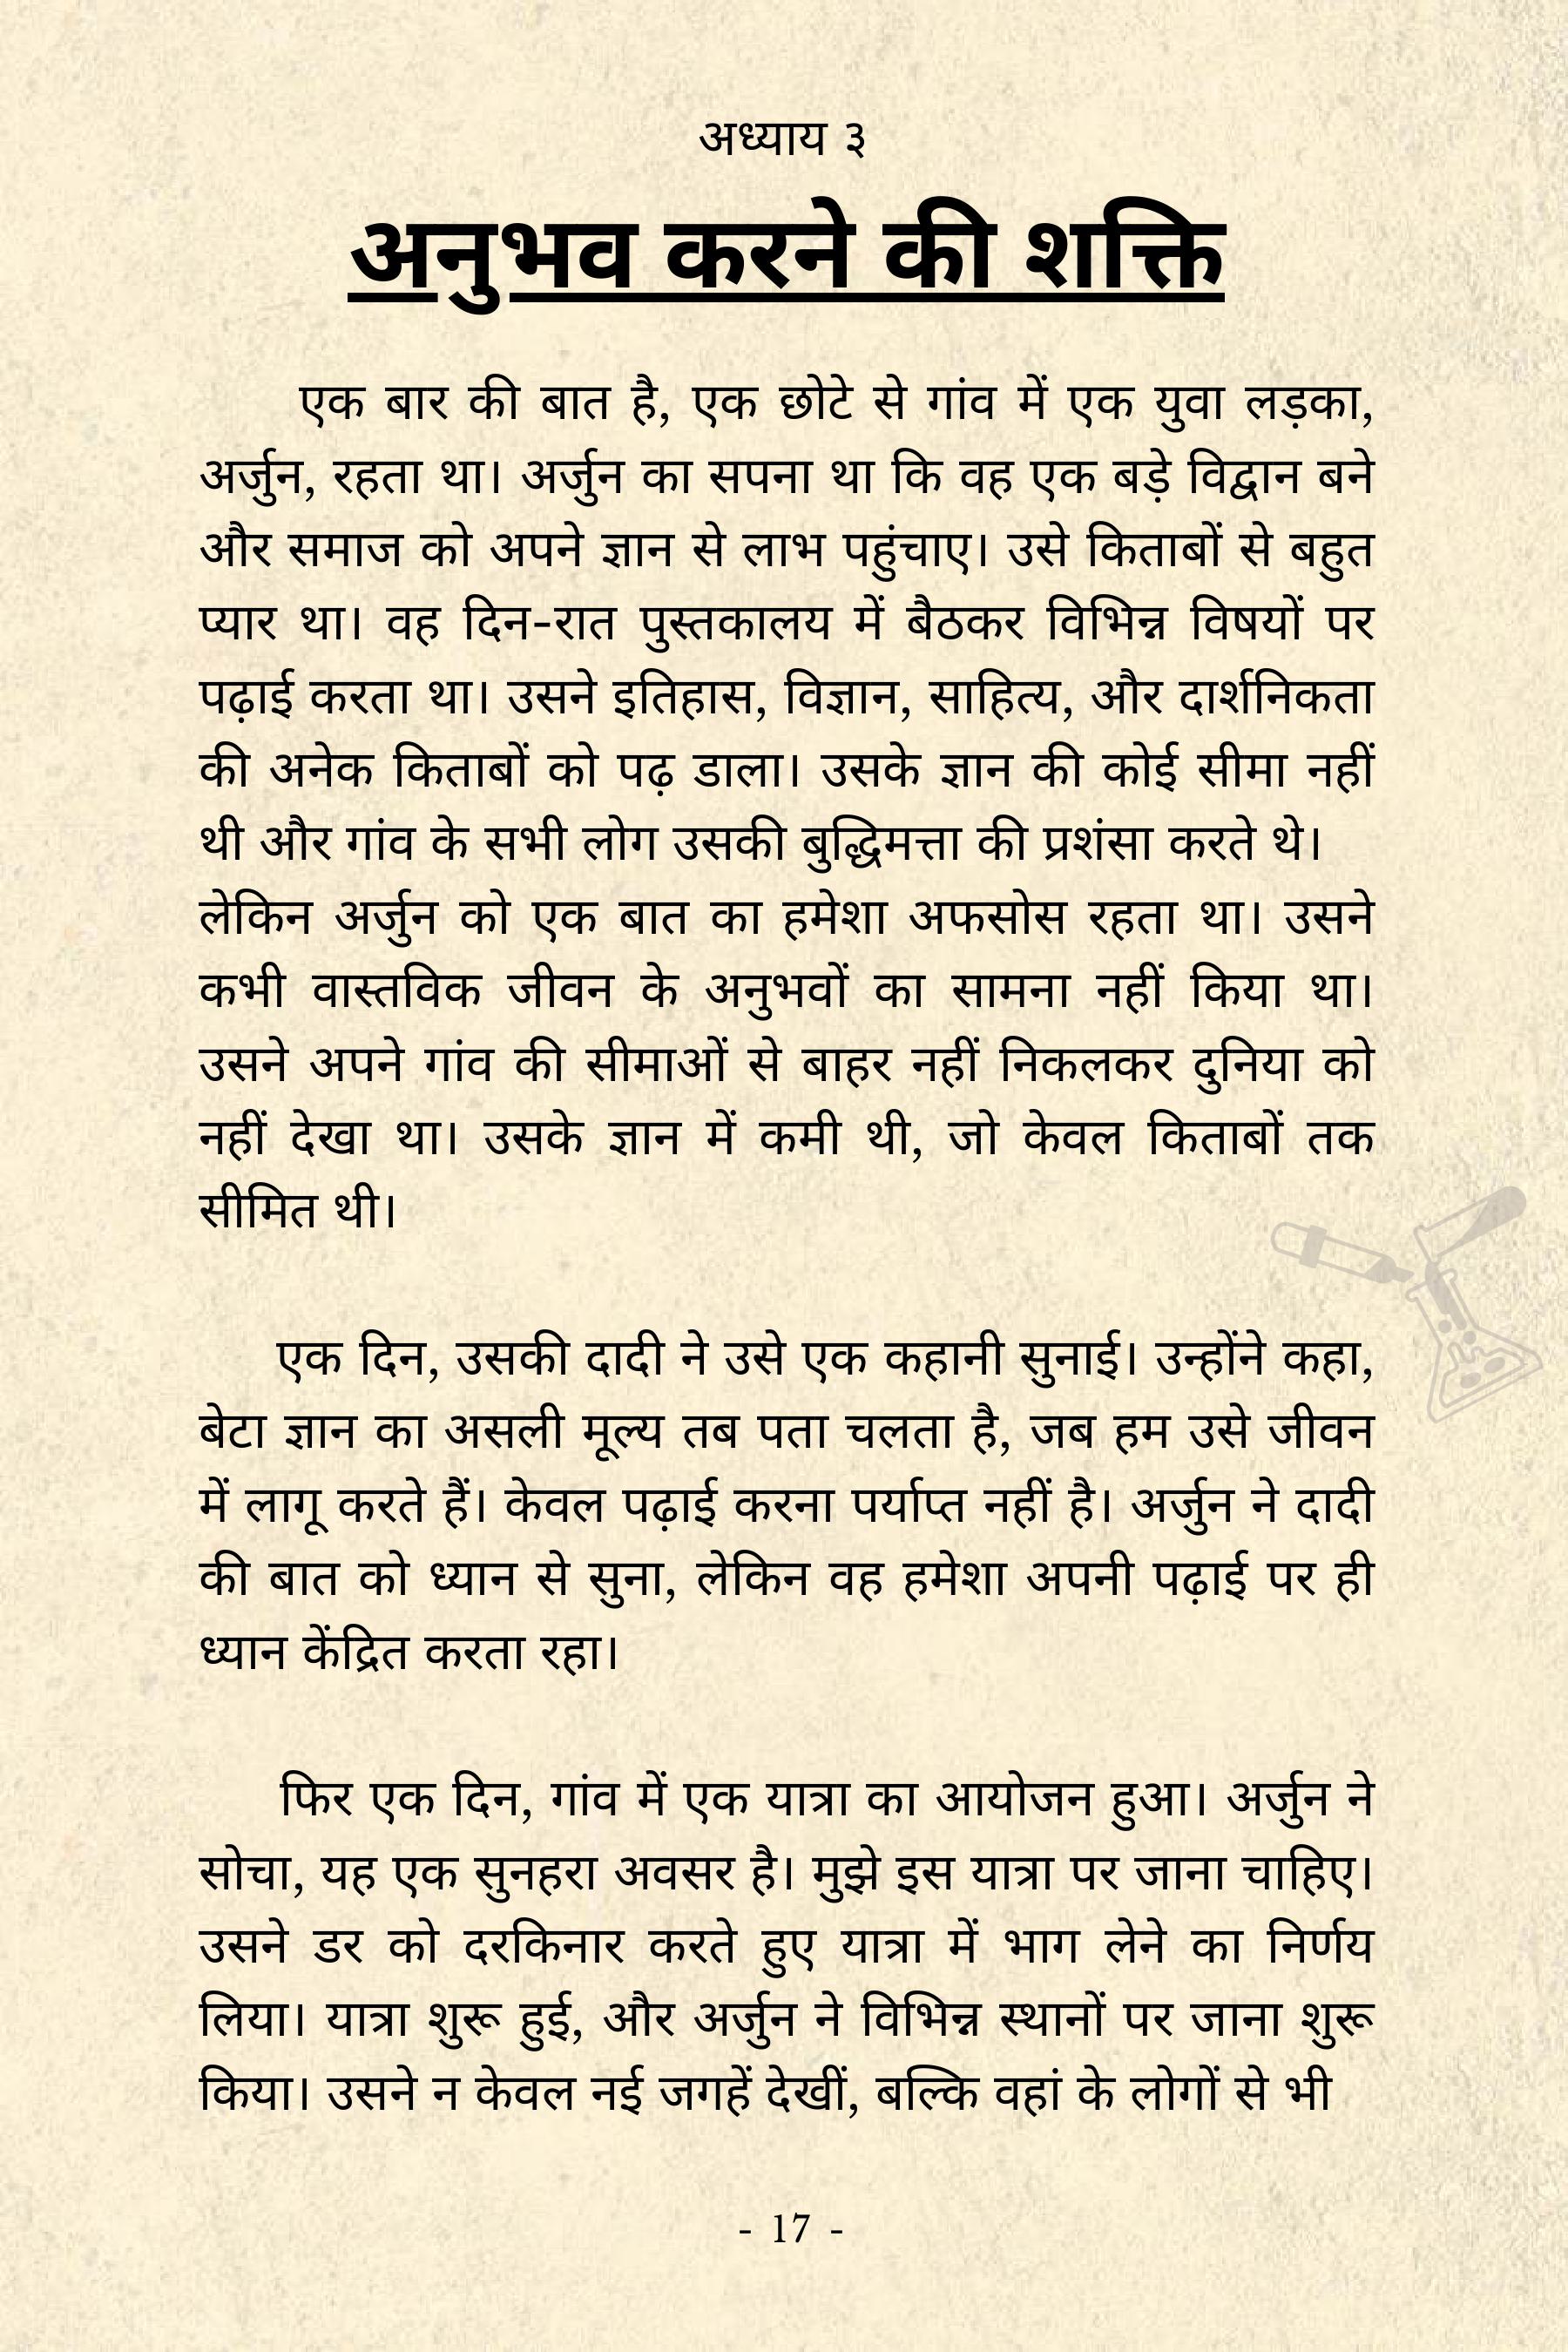 अध्याय ३
अनुभव करने की शक्ति
एक बार की बात है, एक छोटे से गांव में एक युवा लड़का,
अर्जुन, रहता था। अर्जुन का सपना था कि वह एक बड़े विद्वान बने
और समाज को अपने ज्ञान से लाभ पहुंचाए। उसे किताबों से बहुत
प्यार था। वह दिन-रात पुस्तकालय में बैठकर विभिन्न विषयों पर
पढ़ाई करता था। उसने इतिहास, विज्ञान, साहित्य, और दार्शनिकता
की अनेक किताबों को पढ़ डाला। उसके ज्ञान की कोई सीमा नहीं
थी और गांव के सभी लोग उसकी बुद्धिमत्ता की प्रशंसा करते थे।
लेकिन अर्जुन को एक बात का हमेशा अफसोस रहता था। उसने
कभी वास्तविक जीवन के अनुभवों का सामना नहीं किया था।
उसने अपने गांव की सीमाओं से बाहर नहीं निकलकर दुनिया को
नहीं देखा था। उसके ज्ञान में कमी थी, जो केवल किताबों तक
सीमित थी।
एक दिन, उसकी दादी ने उसे एक कहानी सुनाई। उन्होंने कहा,
बेटा ज्ञान का असली मूल्य तब पता चलता है, जब हम उसे जीवन
में लागू करते हैं। केवल पढ़ाई करना पर्याप्त नहीं है। अर्जुन ने दादी
की बात को ध्यान से सुना, लेकिन वह हमेशा अपनी पढ़ाई पर ही
ध्यान केंद्रित करता रहा।
फिर एक दिन, गांव में एक यात्रा का आयोजन हुआ। अर्जुन ने
सोचा, यह एक सुनहरा अवसर है। मुझे इस यात्रा पर जाना चाहिए।
उसने डर को दरकिनार करते हुए यात्रा में भाग लेने का निर्णय
लिया। यात्रा शुरू हुई, और अर्जुन ने विभिन्न स्थानों पर जाना शुरू
किया। उसने न केवल नई जगहें देखीं, बल्कि वहां के लोगों से भी
- 17 -